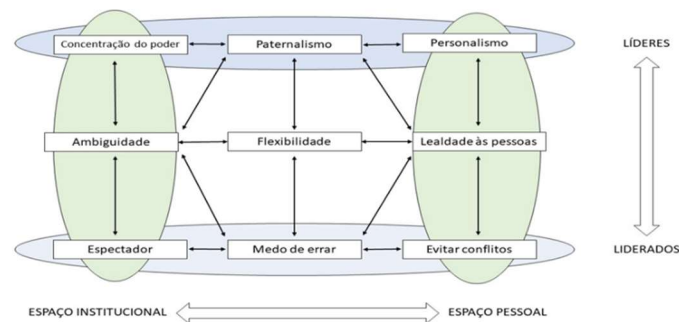 Concentração do poder
Paternalismo
Personalismo
LÍDERES
Ambiguidade
Flexibilidade
Lealdade às pessoas
Espectador
Medo de errar
Evitar conflitos
LIDERADOS
ESPAÇO INSTITUCIONAL
ESPAÇO PESSOAL